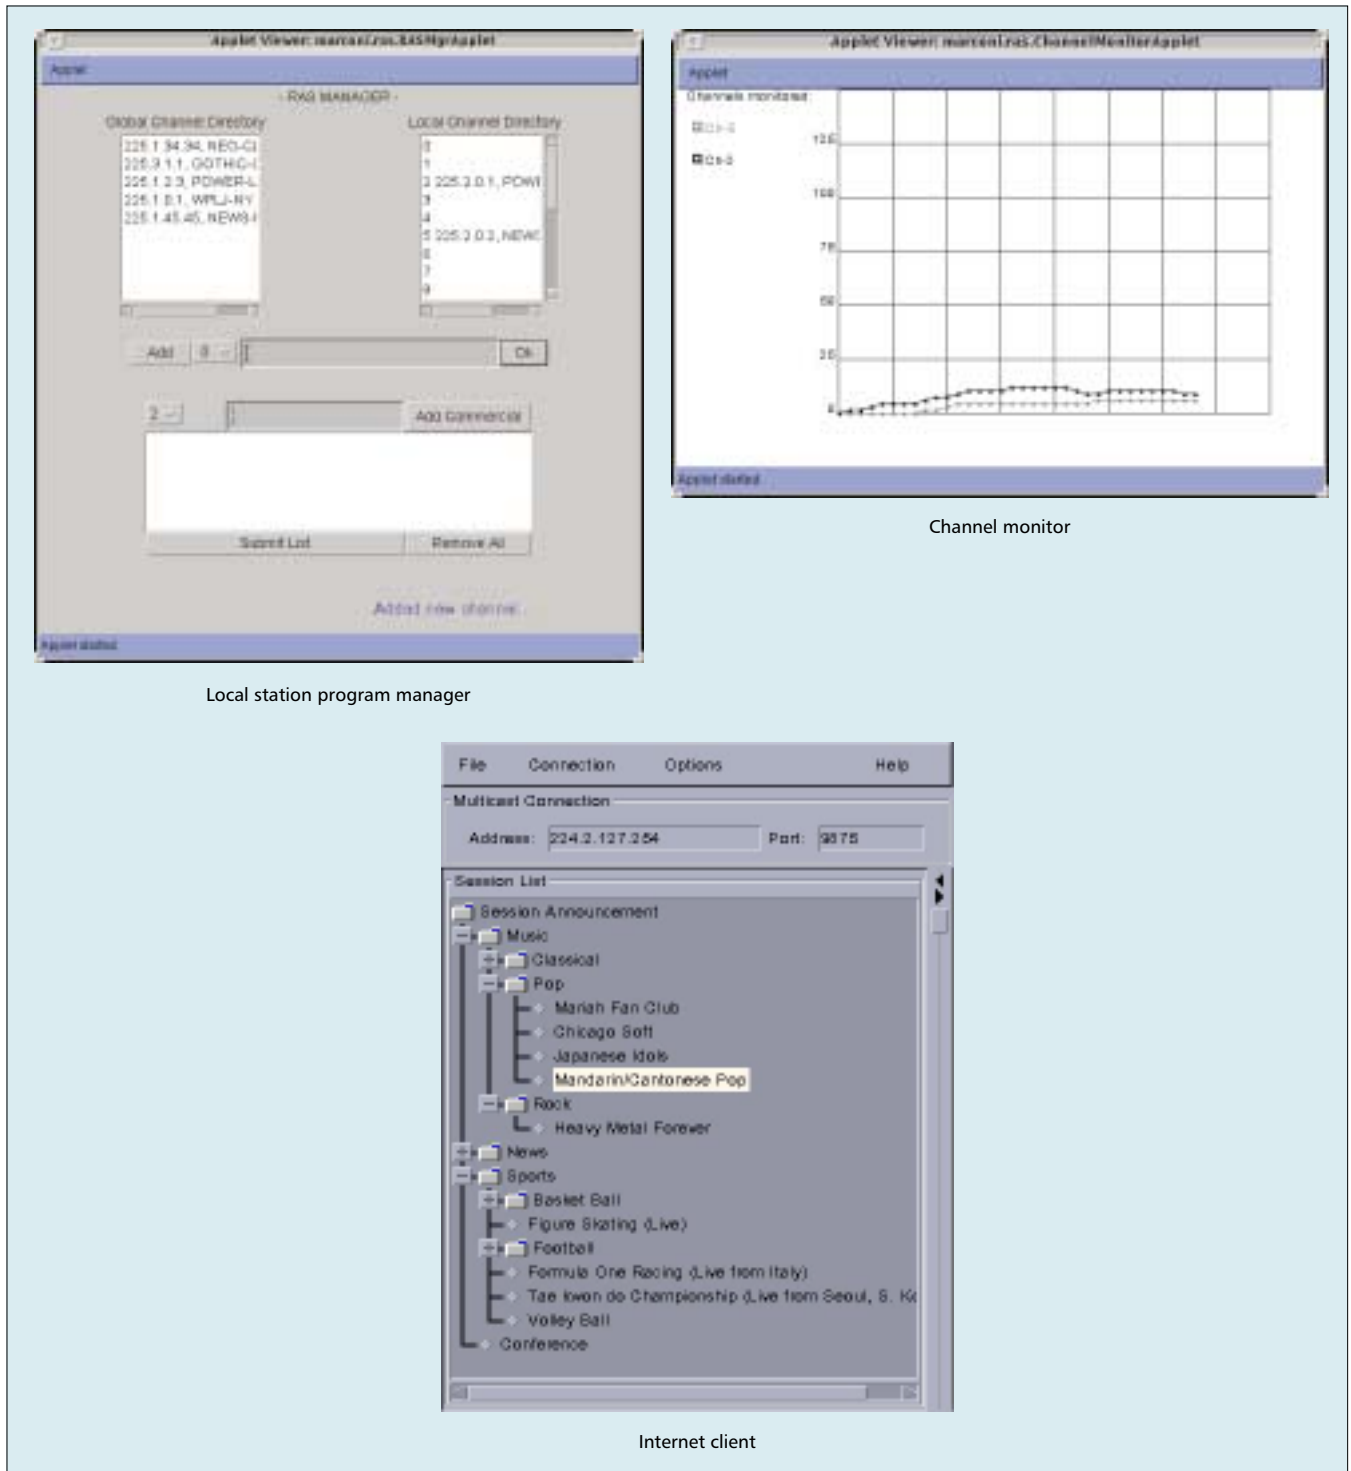 Applet Viewer: marconi.ras.RASMgrApplet
Applet
- RAS MANAGER -
Global Channel Directory
225.1.34.34, NEO-
225.3.1.1, GOTHIC-
225.1.2.3, POWER-L
225.1.0.1, WPLJ-NY
225.1.45.45, NEWS-
Local Channel Directory
0
1
2 225.2.0.1, POW
3
4
5 225.2.0.2, NEW
6
7
Add
Ok
2
Add Commercial
Submit List
Remove All
Added new channel
Applet started
Local station program manager
Applet Viewer: marconi.ras.ChannelMonitorApplet
Applet
Channels monitored:
125
100
75
50
25
0
Applet started
Channel monitor
File Connection Options Help
Multicast Connection
Address: 224.2.127.254 Port: 9875
Session List
Session Announcement
Music
Classical
Pop
Mariah Fan Club
Chicago Soft
Japanese Idols
Mandarin/Cantonese Pop
Rock
Heavy Metal Forever
News
Sports
Basket Ball
Figure Skating (Live)
Football
Formula One Racing (Live from Italy)
Tae kwon do Championship (Live from Seoul, S. Ko
Volley Ball
Conference
Internet client